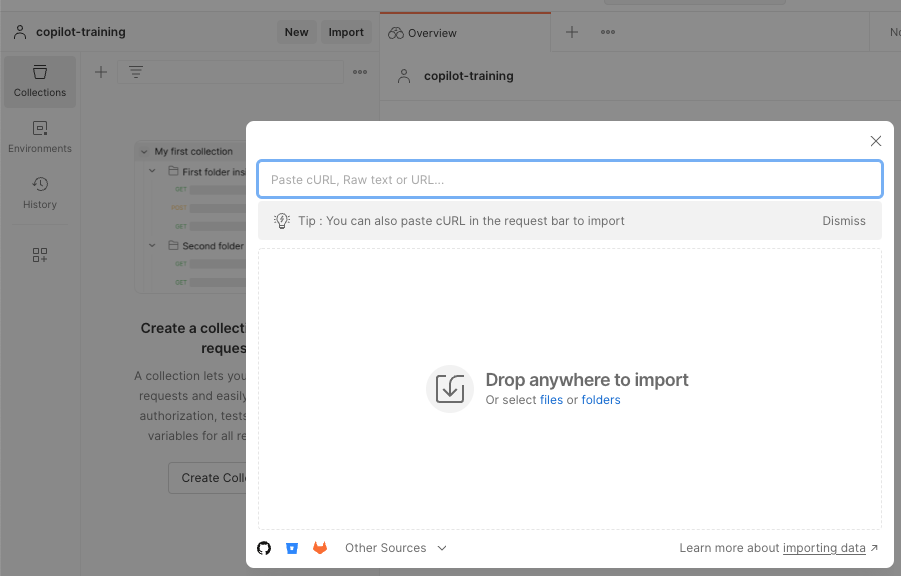 copilot-training
New
Import
Overview
No
Collections
copilot-training
Environments
History
My first collection
First folder ins
GET
POST
GET
Second folder
GET
GET
Create a collecti
reques
A collection lets you
requests and easily
authorization, tests
variables for all re
Create Colle
Paste cURL, Raw text or URL...
Tip : You can also paste cURL in the request bar to import
Dismiss
Drop anywhere to import
Or select files or folders
Other Sources
Learn more about importing data